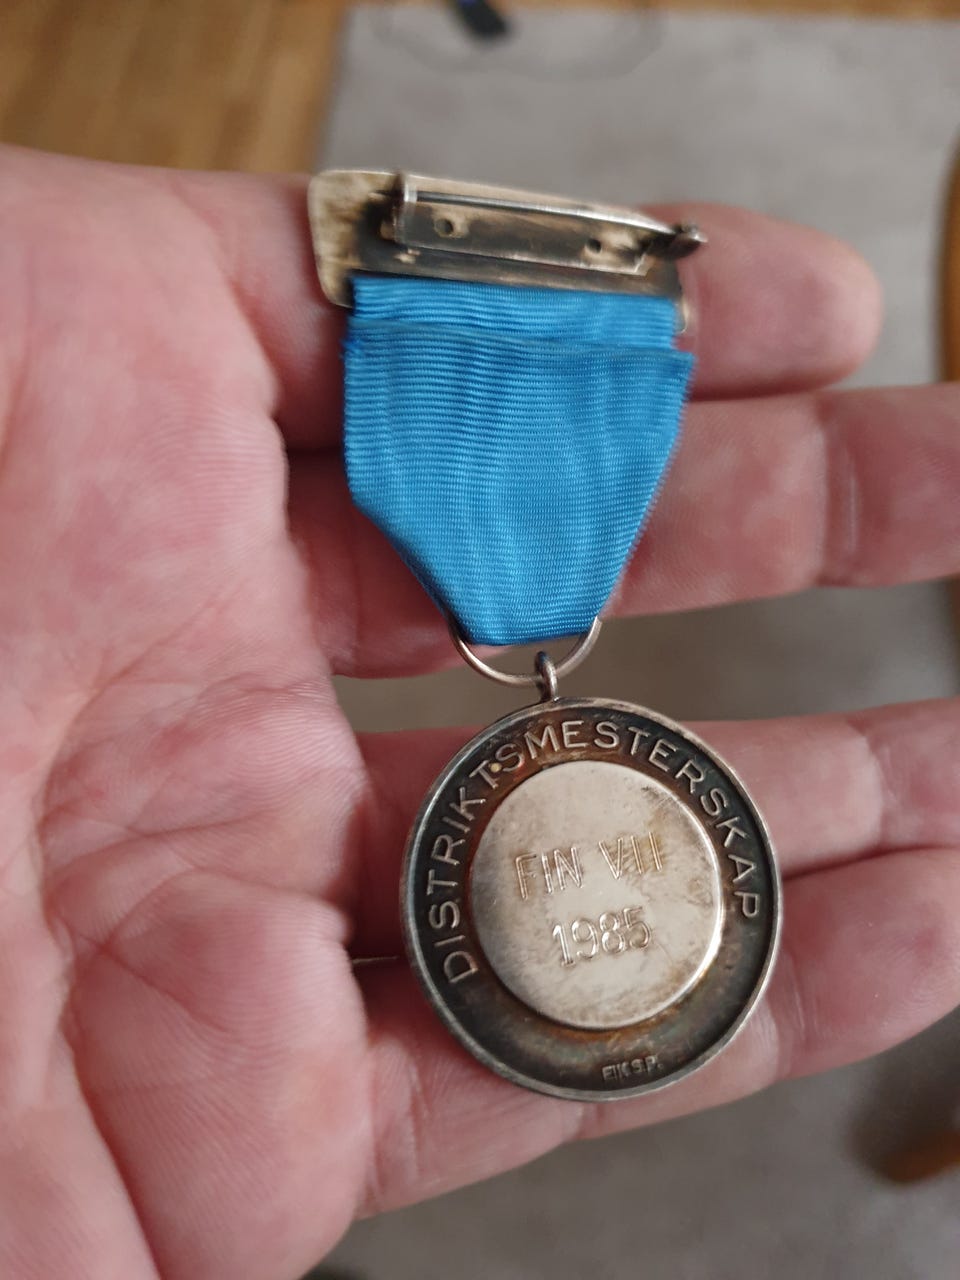 DISTRIKTSMESTERSKAP
FIN VII
1985